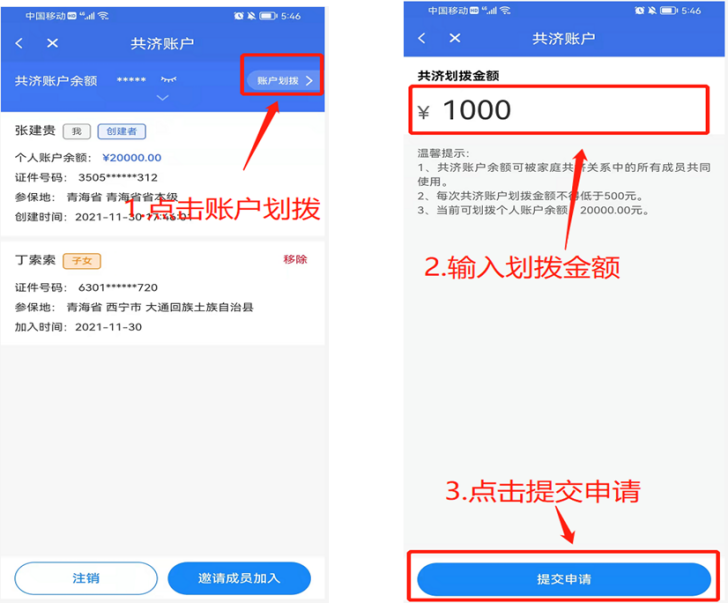 中国移动 HD 4G 5:46
共济账户
共济账户余额 *****
账户划拨
张建贵 我 创建者
个人账户余额: ¥20000.00
证件号码: 3505******312
参保地: 青海省 青海省省本级
创建时间: 2021-11-30 17:46:01
1.点击账户划拨
丁索索 子女 移除
证件号码: 6301******720
参保地: 青海省 西宁市 大通回族土族自治县
加入时间: 2021-11-30
注销 邀请成员加入
中国移动 HD 4G 5:46
共济账户
共济划拨金额
¥ 1000
温馨提示:
1、共济账户余额可被家庭共济关系中的所有成员共同
使用。
2、每次共济账户划拨金额不得低于500元。
3、当前可划拨个人账户余额: 20000.00元。
2.输入划拨金额
3.点击提交申请
提交申请